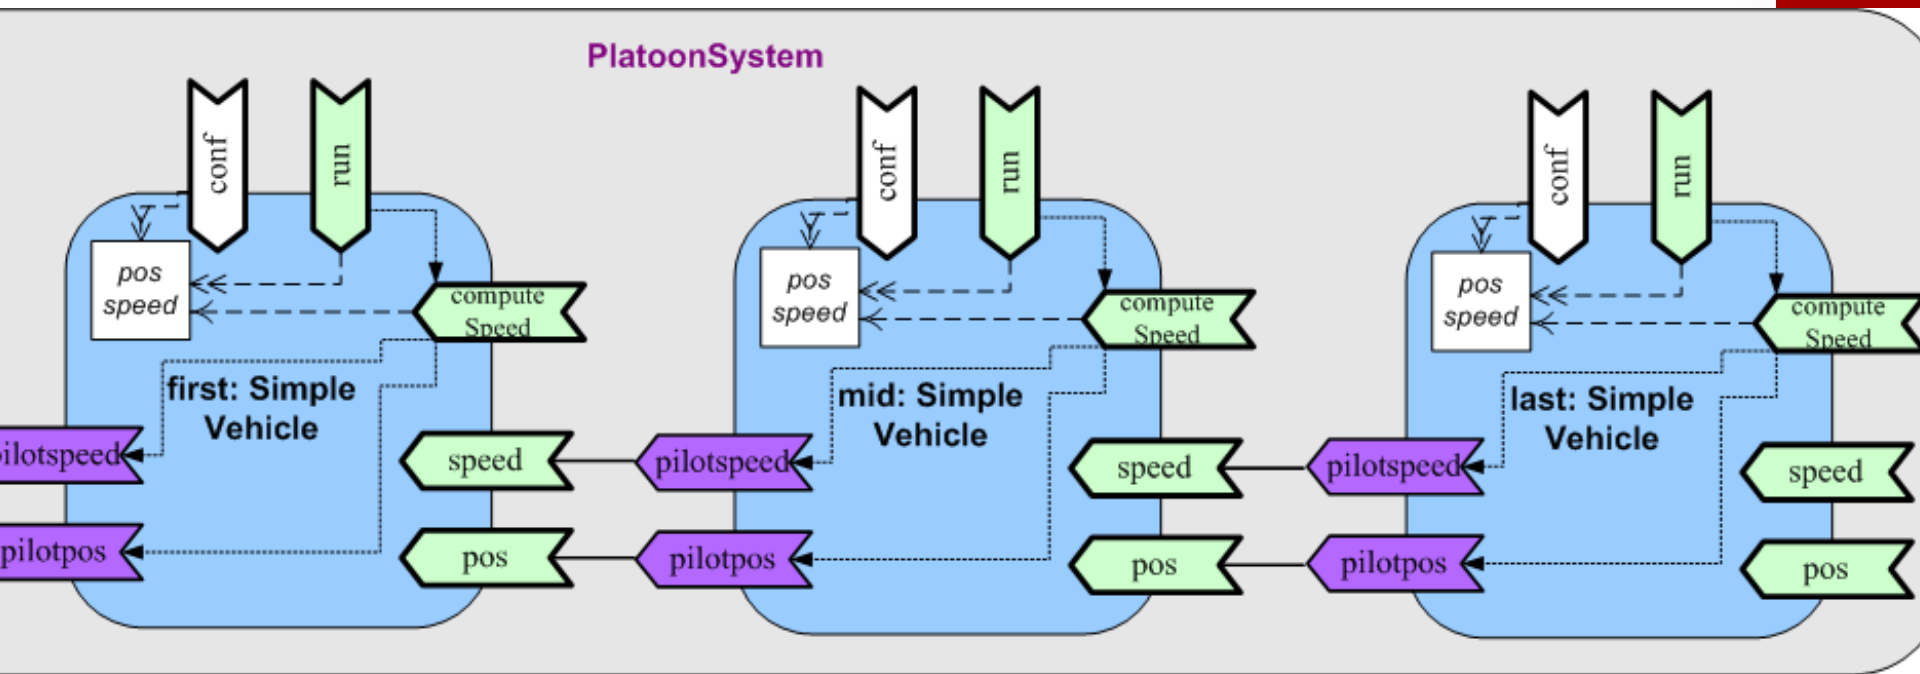 PlatoonSystem
conf
run
pos
speed
compute
Speed
first: Simple
Vehicle
ilotspeed
pilotpos
speed
pos
conf
run
pos
speed
compute
Speed
mid: Simple
Vehicle
pilotspeed
pilotpos
speed
pos
conf
run
pos
speed
compute
Speed
last: Simple
Vehicle
pilotspeed
pilotpos
speed
pos